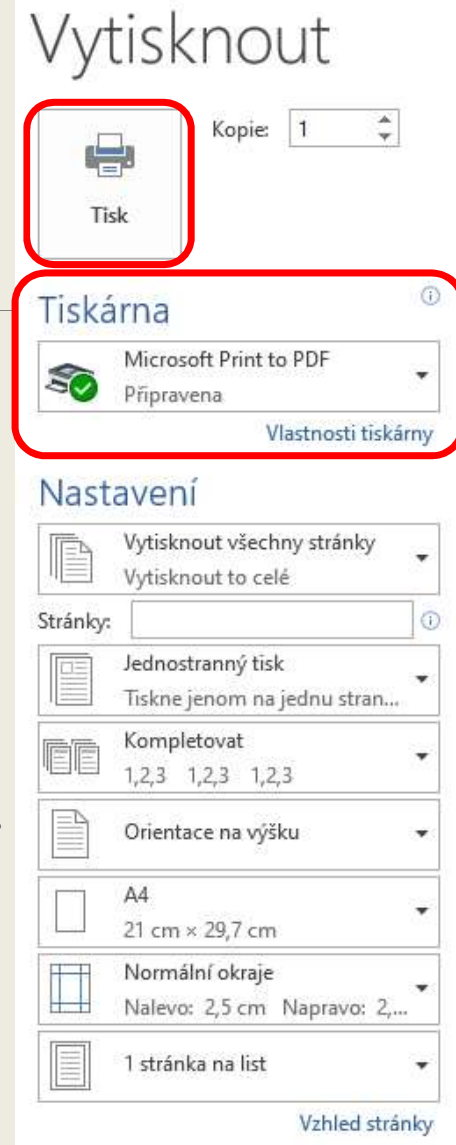 Vytisknout
Kopie: 1
Tisk
Tiskárna
Microsoft Print to PDF
Připravena
Vlastnosti tiskárny
Nastavení
Vytisknout všechny stránky
Vytisknout to celé
Stránky:
Jednostranný tisk
Tiskne jenom na jednu stran...
Kompletovat
1,2,3 1,2,3 1,2,3
Orientace na výšku
A4
21 cm × 29,7 cm
Normální okraje
Nalevo: 2,5 cm Napravo: 2,...
1 stránka na list
Vzhled stránky